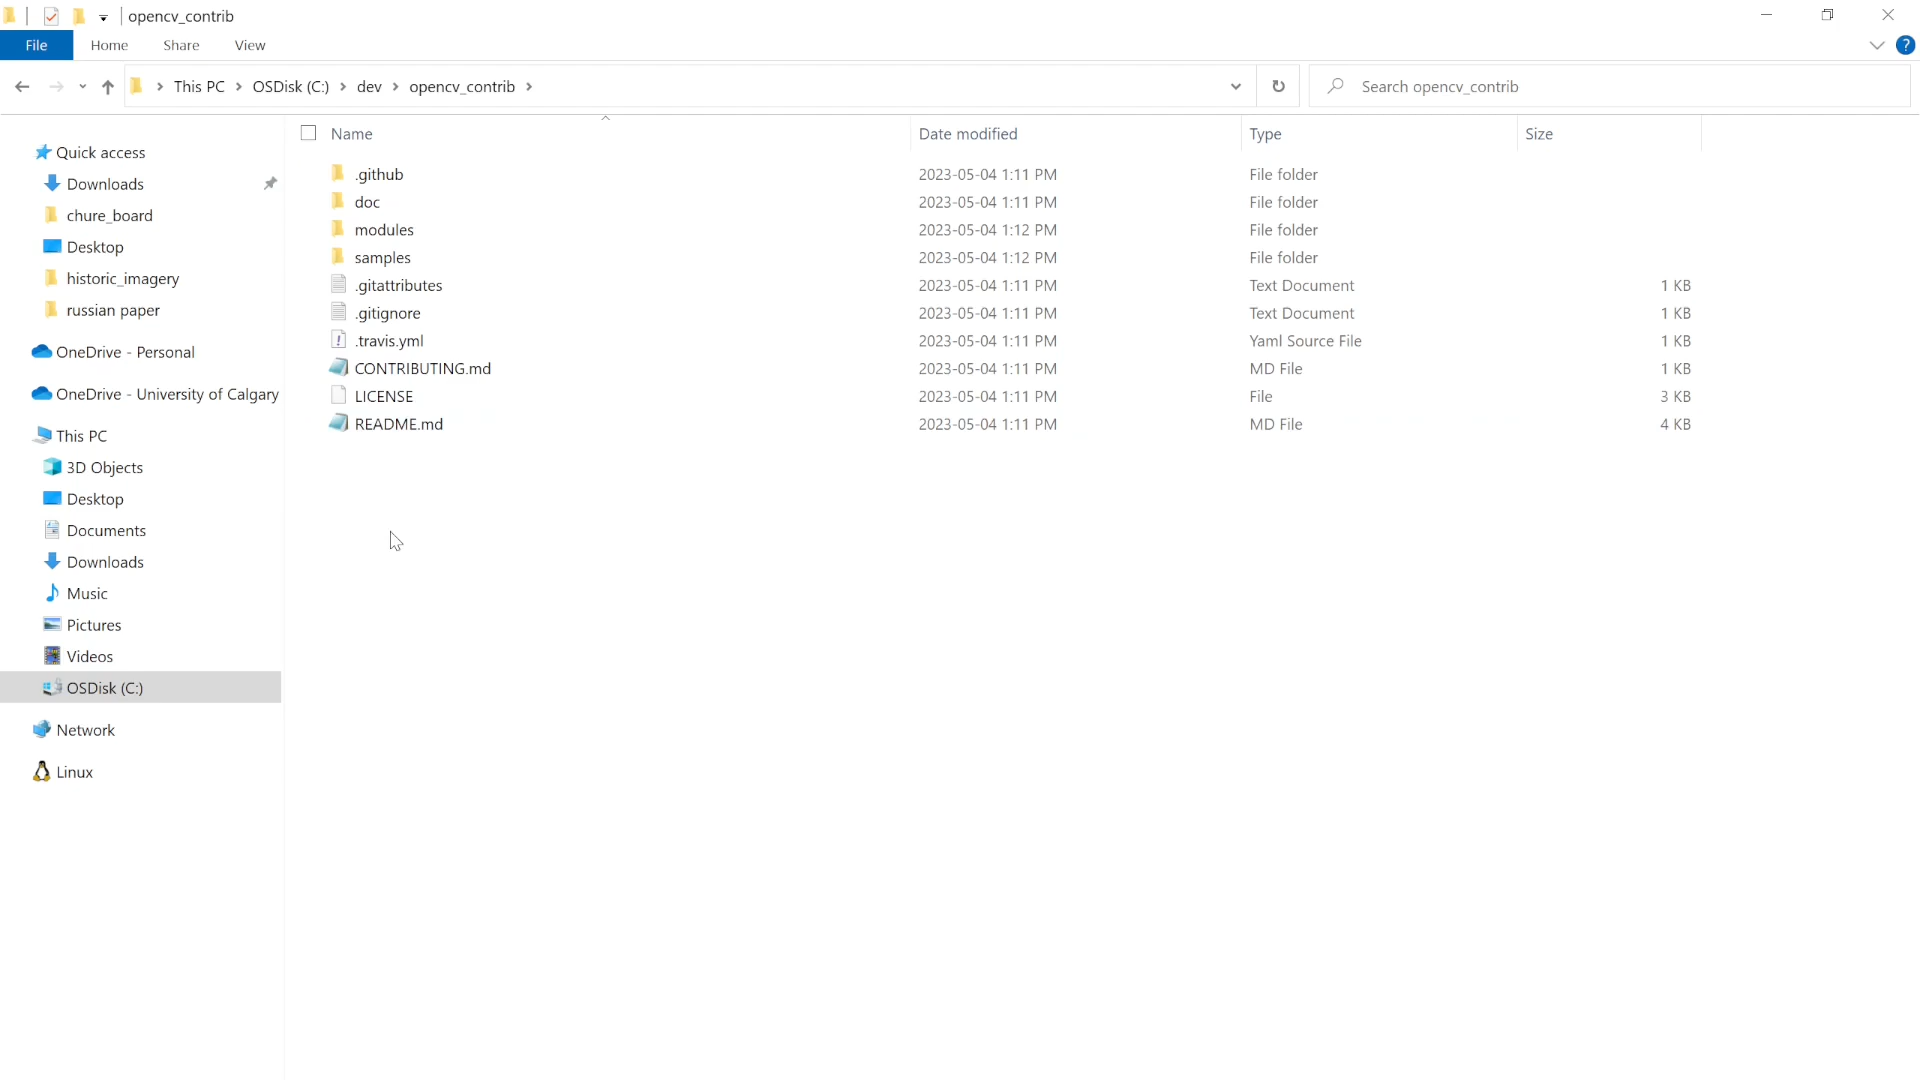 opencv_contrib
File Home Share View
This PC OSDisk (C:) dev opencv_contrib
Search opencv_contrib
Name Date modified Type Size
Quick access
Downloads
chure_board
Desktop
historic_imagery
russian paper
OneDrive - Personal
OneDrive - University of Calgary
This PC
3D Objects
Desktop
Documents
Downloads
Music
Pictures
Videos
OSDisk (C:)
Network
Linux
.github 2023-05-04 1:11 PM File folder
doc 2023-05-04 1:11 PM File folder
modules 2023-05-04 1:12 PM File folder
samples 2023-05-04 1:12 PM File folder
.gitattributes 2023-05-04 1:11 PM Text Document 1 KB
.gitignore 2023-05-04 1:11 PM Text Document 1 KB
.travis.yml 2023-05-04 1:11 PM Yaml Source File 1 KB
CONTRIBUTING.md 2023-05-04 1:11 PM MD File 1 KB
LICENSE 2023-05-04 1:11 PM File 3 KB
README.md 2023-05-04 1:11 PM MD File 4 KB